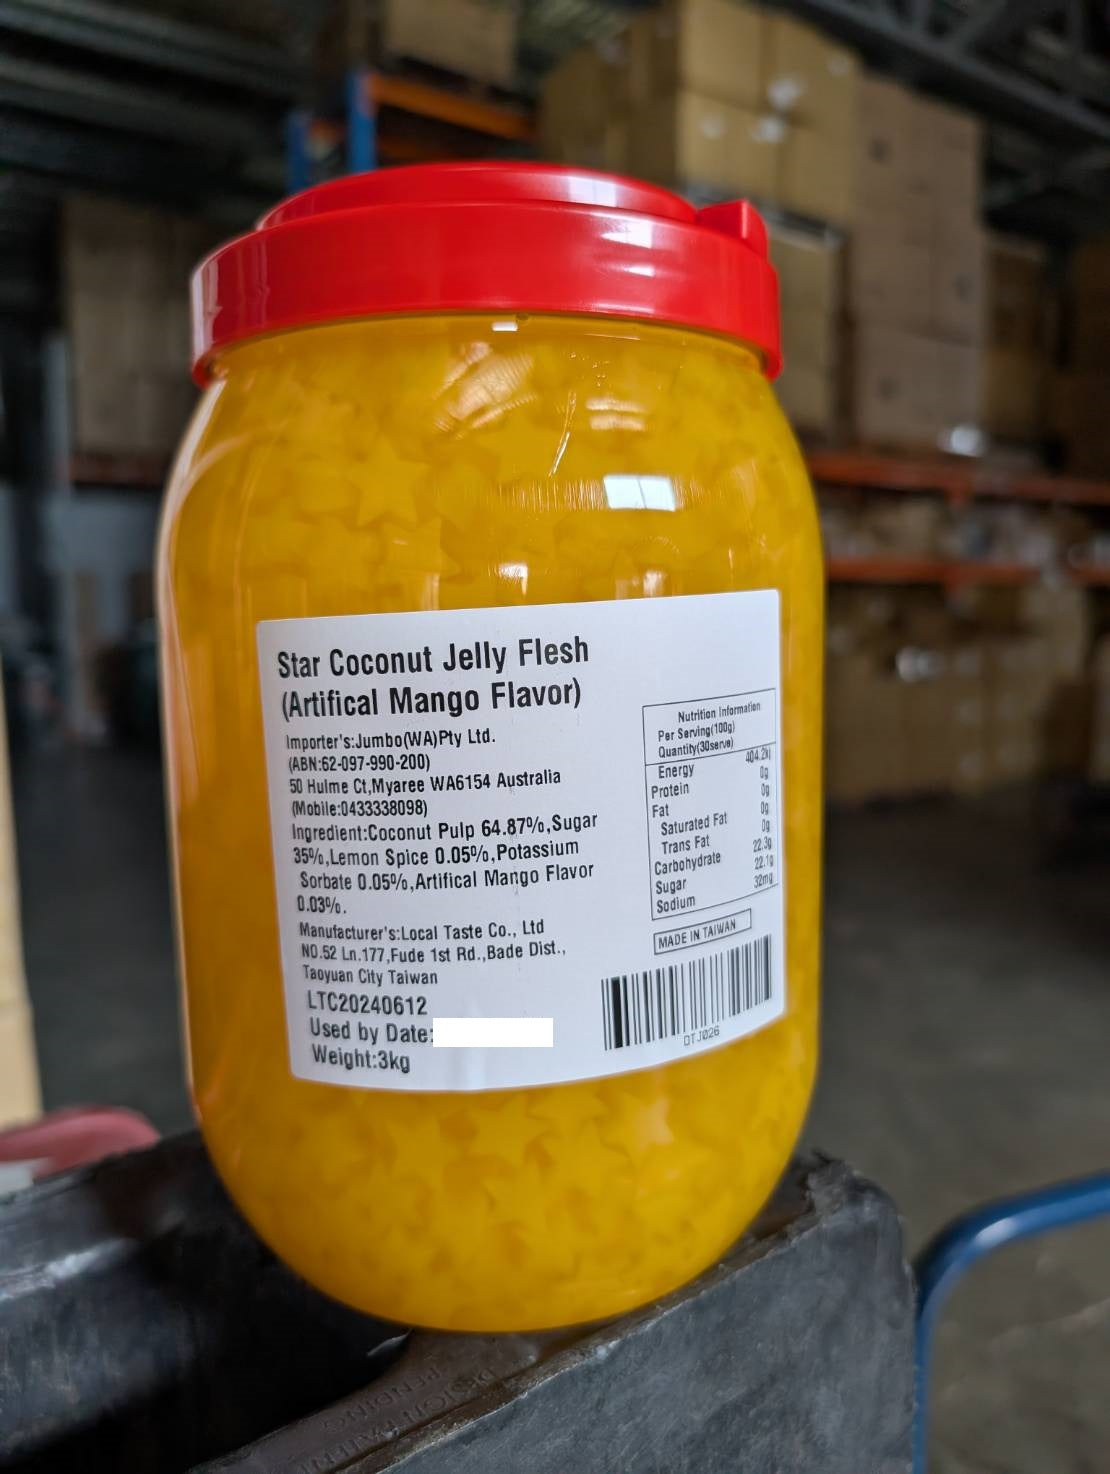 Star Coconut Jelly Flesh
(Artifical Mango Flavor)
Importer's:Jumbo(WA)Pty Ltd.
(ABN:62-097-990-200)
50 Hulme Ct,Myaree WA6154 Australia
(Mobile:0433338098)
Ingredient:Coconut Pulp 64.87%,Sugar
35%,Lemon Spice 0.05%,Potassium
Sorbate 0.05%,Artifical Mango Flavor
0.03%.
Manufacturer's:Local Taste Co., Ltd
NO.52 Ln.177,Fude 1st Rd.,Bade Dist.,
Taoyuan City Taiwan
LTC20240612
Used by Date:
Weight:3kg
Nutrition Information
Per Serving(100g)
Quantity(30serve)
Energy 404.2kj
Protein 0g
Fat 0g
Saturated Fat 0g
Trans Fat 0g
Carbohydrate 22.3g
Sugar 22.1g
Sodium 32mg
MADE IN TAIWAN
DTJ026